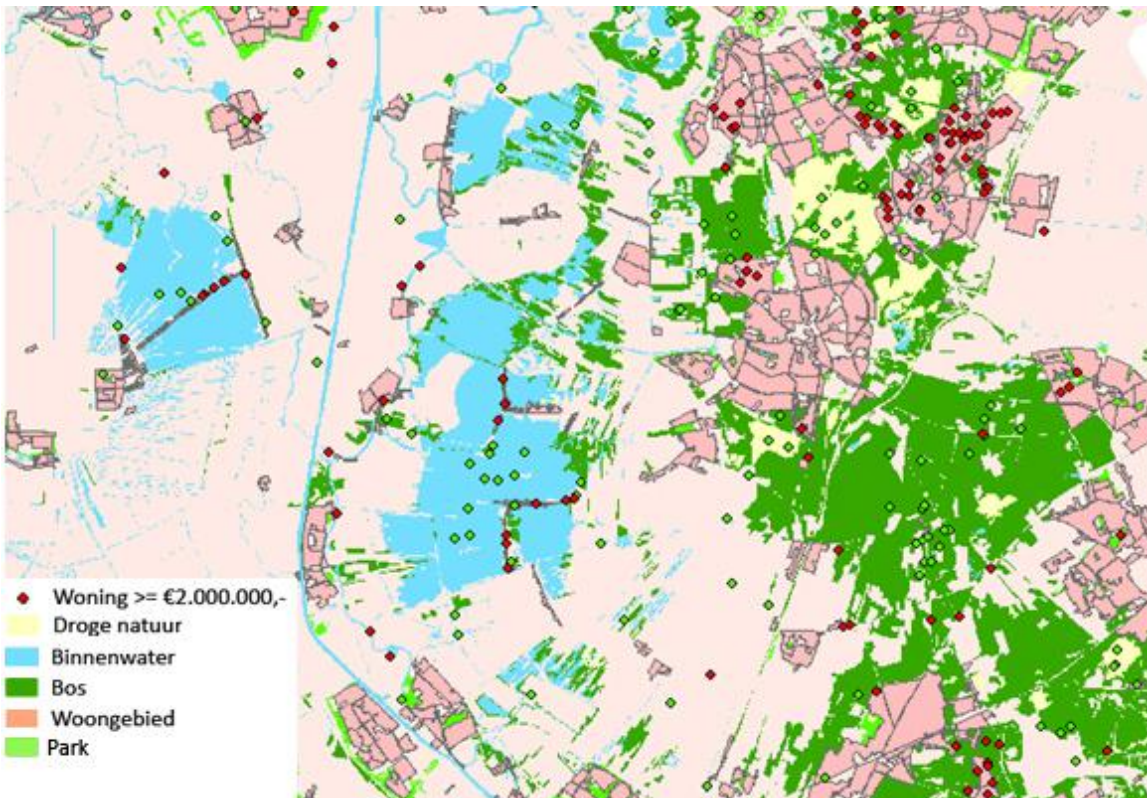 Woning >= €2.000.000,-
Droge natuur
Binnenwater
Bos
Woongebied
Park